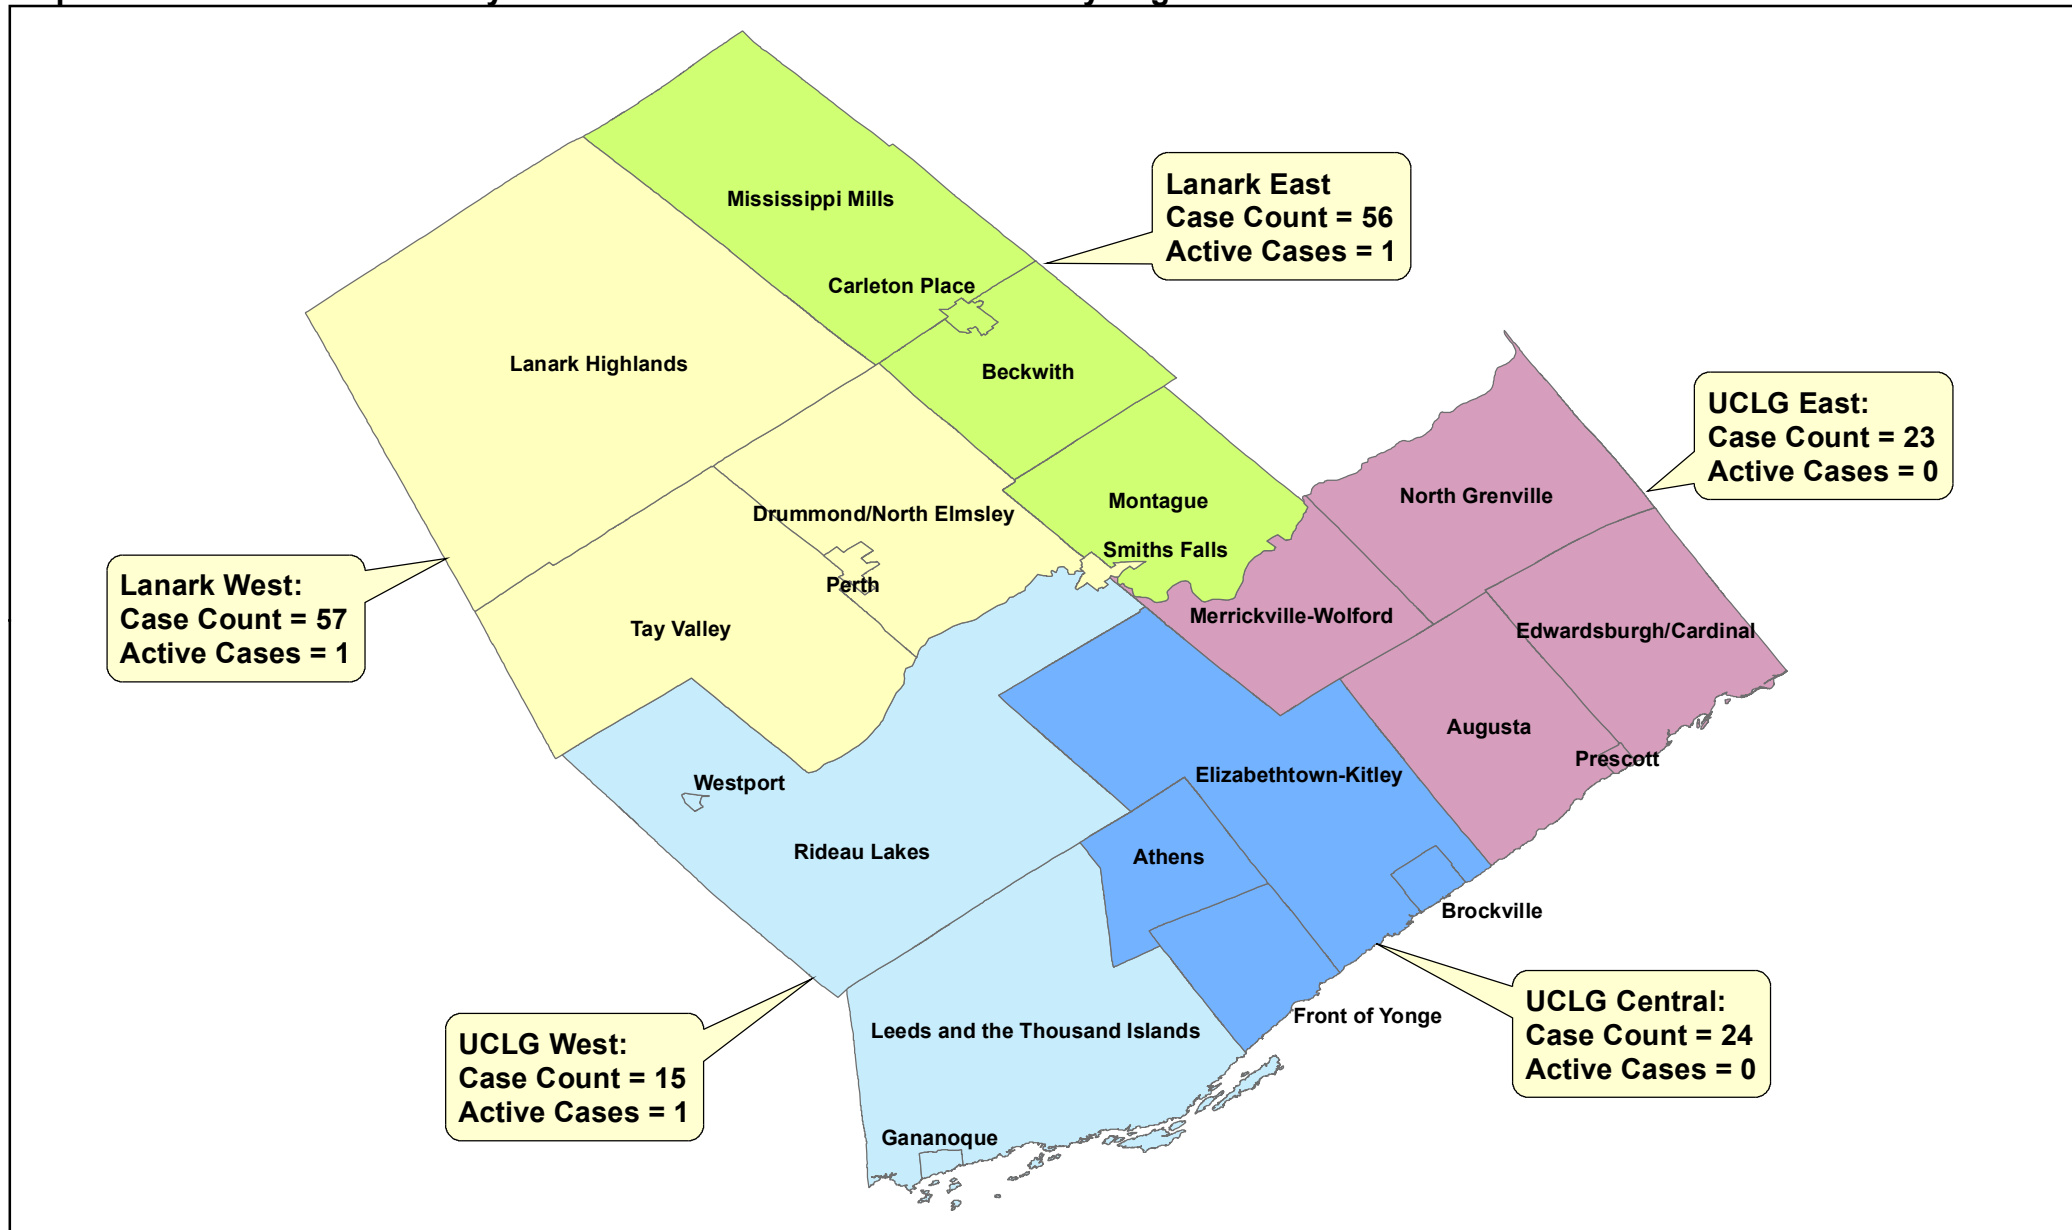 Mississippi Mills
Lanark East
Case Count = 56
Active Cases = 1
Carleton Place
Lanark Highlands
Beckwith
UCLG East:
Case Count = 23
Active Cases = 0
North Grenville
Montague
Drummond/North Elmsley
Smiths Falls
Perth
Lanark West:
Case Count = 57
Active Cases = 1
Tay Valley
Merrickville-Wolford
Edwardsburgh/Cardinal
Augusta
Prescott
Elizabethtown-Kitley
Westport
Rideau Lakes
Athens
Brockville
Front of Yonge
UCLG Central:
Case Count = 24
Active Cases = 0
Leeds and the Thousand Islands
UCLG West:
Case Count = 15
Active Cases = 1
Gananoque